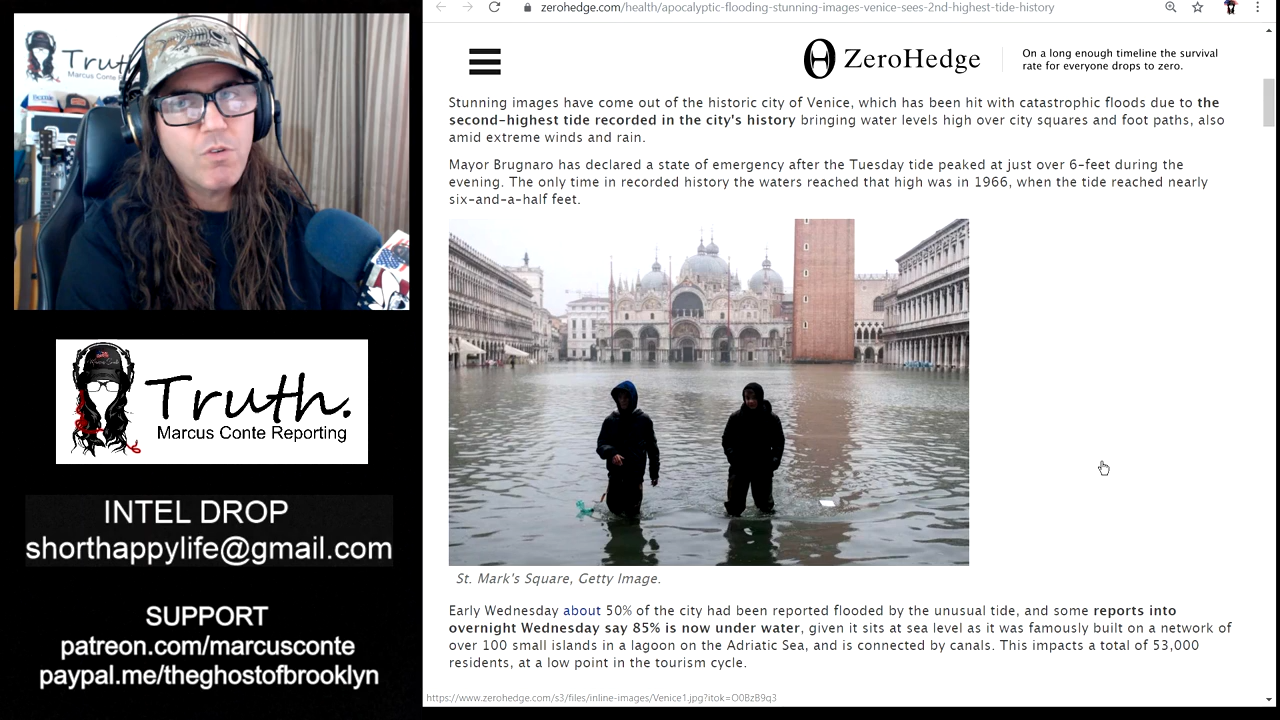 zerohedge.com/health/apocalyptic-flooding-stunning-images-venice-sees-2nd-highest-tide-history
ZeroHedge
On a long enough timeline the survival
rate for everyone drops to zero.
Stunning images have come out of the historic city of Venice, which has been hit with catastrophic floods due to the
second-highest tide recorded in the city's history bringing water levels high over city squares and foot paths, also
amid extreme winds and rain.
Mayor Brugnaro has declared a state of emergency after the Tuesday tide peaked at just over 6-feet during the
evening. The only time in recorded history the waters reached that high was in 1966, when the tide reached nearly
six-and-a-half feet.
St. Mark's Square, Getty Image.
Early Wednesday about 50% of the city had been reported flooded by the unusual tide, and some reports into
overnight Wednesday say 85% is now under water, given it sits at sea level as it was famously built on a network of
over 100 small islands in a lagoon on the Adriatic Sea, and is connected by canals. This impacts a total of 53,000
residents, at a low point in the tourism cycle.
https://www.zerohedge.com/s3/files/inline-images/Venice1.jpg?itok=O0BzB9q3
Truth
Marcus Conte Reporting
Truth.
Marcus Conte Reporting
INTEL DROP
shorthappylife@gmail.com
SUPPORT
patreon.com/marcusconte
paypal.me/theghostofbrooklyn